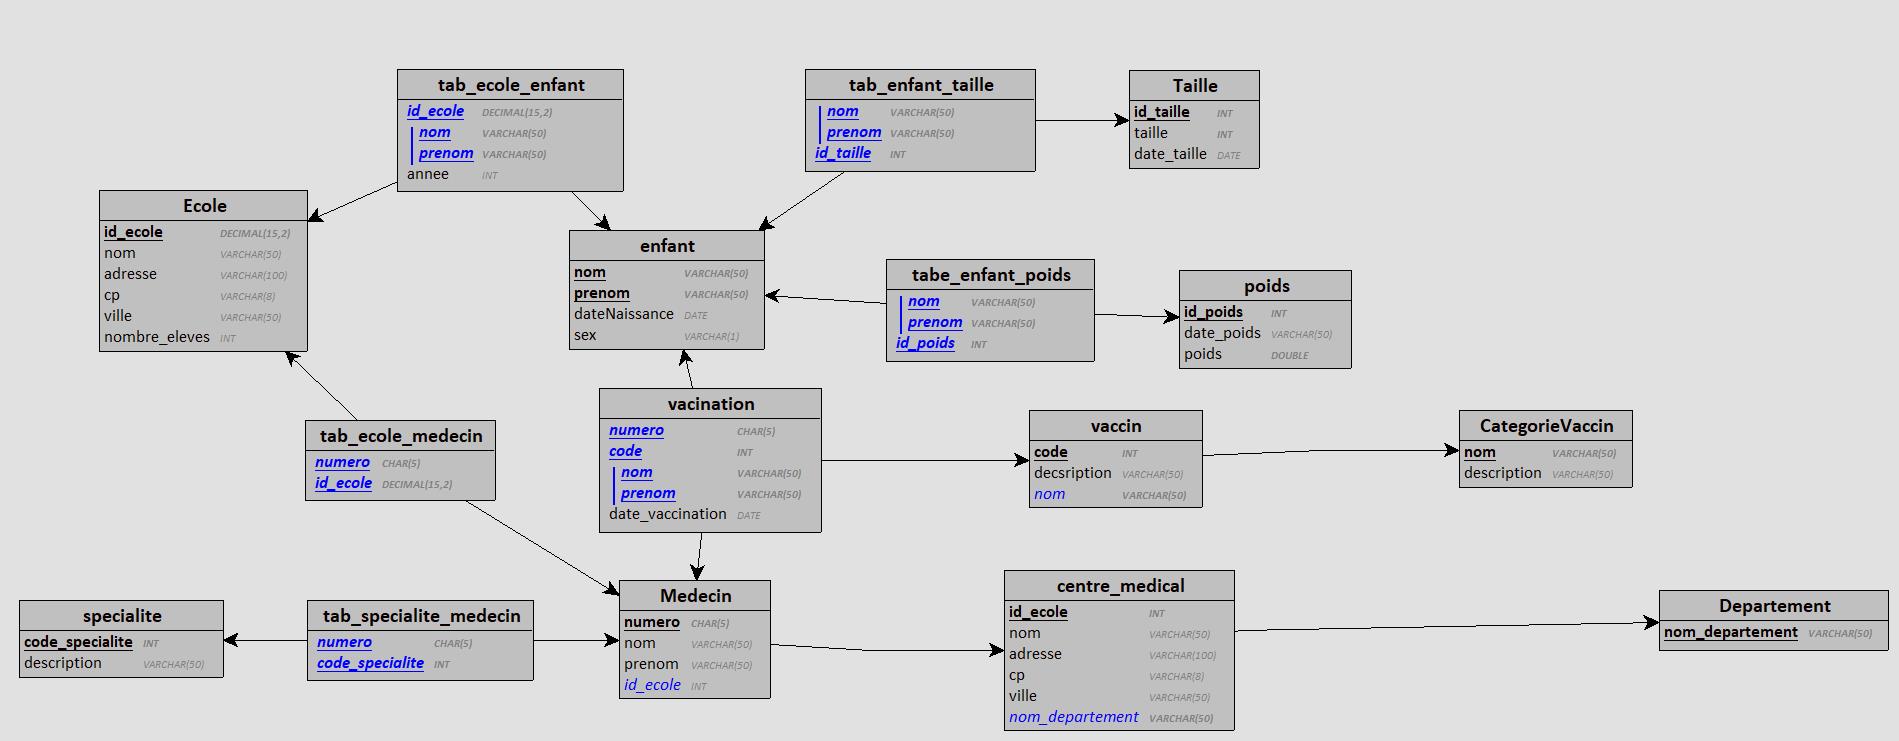 tab_ecole_enfant
id_ecole DECIMAL(15,2)
nom VARCHAR(50)
prenom VARCHAR(50)
annee INT
tab_enfant_taille
nom VARCHAR(50)
prenom VARCHAR(50)
id_taille INT
Taille
id_taille INT
taille INT
date_taille DATE
Ecole
id_ecole DECIMAL(15,2)
nom VARCHAR(50)
adresse VARCHAR(100)
cp VARCHAR(8)
ville VARCHAR(50)
nombre_eleves INT
enfant
nom VARCHAR(50)
prenom VARCHAR(50)
dateNaissance DATE
sex VARCHAR(1)
tabe_enfant_poids
nom VARCHAR(50)
prenom VARCHAR(50)
id_poids INT
poids
id_poids INT
date_poids VARCHAR(50)
poids DOUBLE
tab_ecole_medecin
numero CHAR(5)
id_ecole DECIMAL(15,2)
vacination
numero CHAR(5)
code INT
nom VARCHAR(50)
prenom VARCHAR(50)
date_vaccination DATE
vaccin
code INT
decsription VARCHAR(50)
nom VARCHAR(50)
CategorieVaccin
nom VARCHAR(50)
description VARCHAR(50)
specialite
code_specialite INT
description VARCHAR(50)
tab_specialite_medecin
numero CHAR(5)
code_specialite INT
Medecin
numero CHAR(5)
nom VARCHAR(50)
prenom VARCHAR(50)
id_ecole INT
centre_medical
id_ecole INT
nom VARCHAR(50)
adresse VARCHAR(100)
cp VARCHAR(8)
ville VARCHAR(50)
nom_departement VARCHAR(50)
Departement
nom_departement VARCHAR(50)